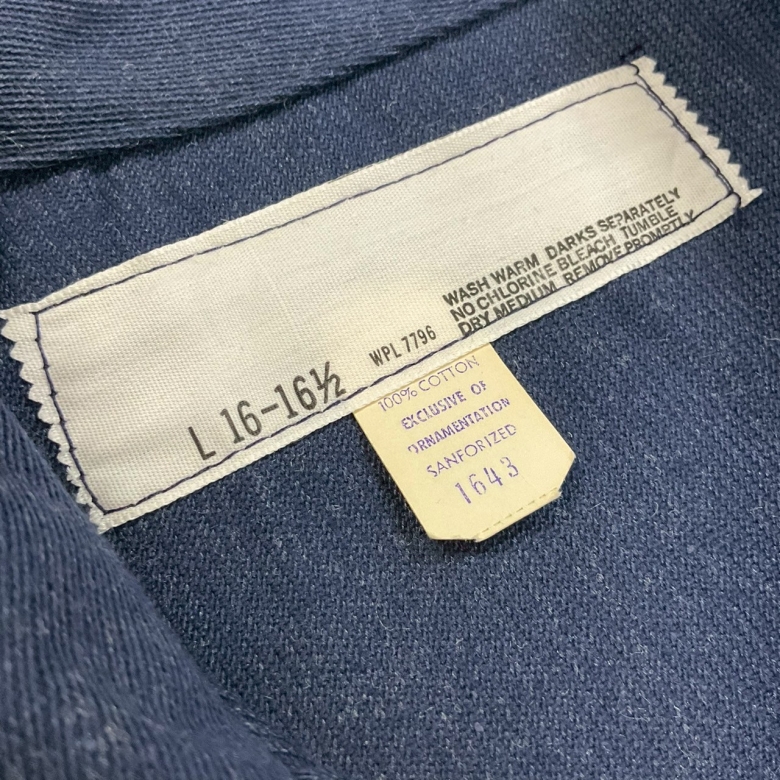 L 16-16½
WPL 7796
WASH WARM DARKS SEPARATELY
NO CHLORINE BLEACH TUMBLE
DRY MEDIUM REMOVE PROMPTLY
100% COTTON
EXCLUSIVE OF
ORNAMENTATION
SANFORIZED
1643